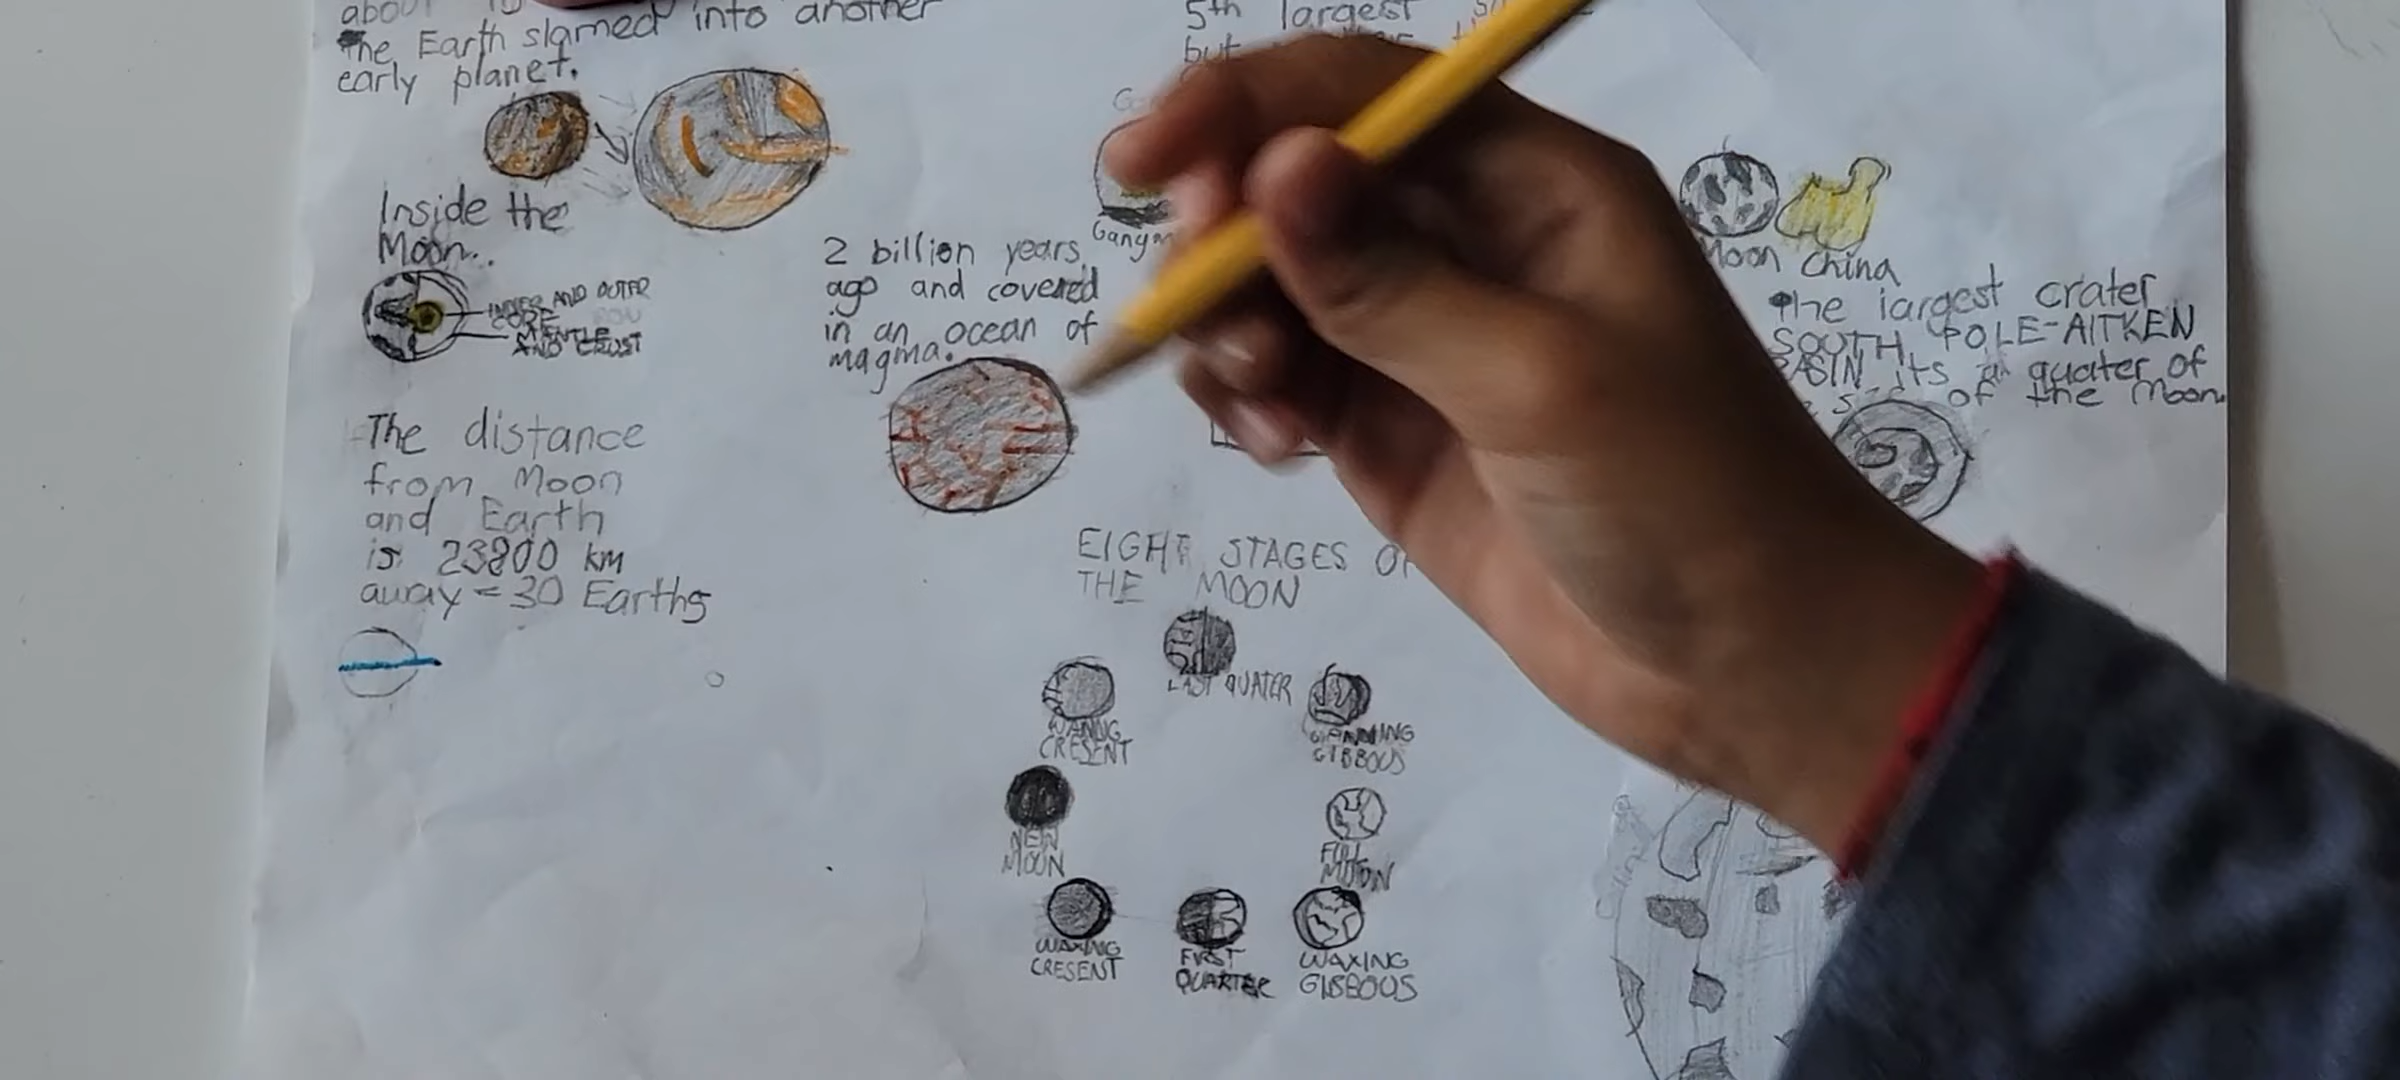 about
The Earth slamed into another
early planet.
Inside the
Moon..
INNER AND OUTER
CORE
MENTLE
AND CRUST
The distance
from Moon
and Earth
is 23800 km
away = 30 Earths
2 billion years
ago and covered
in an ocean of
magma.
5th largest
but
EIGHT STAGES OF
THE MOON
LAST QUATER
WANING
CRESENT
GIBBOUS
NEW
MOON
FULL
MOON
WAXING
CRESENT
FIRST
QUARTER
WAXING
GIBBOUS
Moon China
The largest crater
SOUTH POLE-AITKEN
BASIN its a quater of
of the Moon.